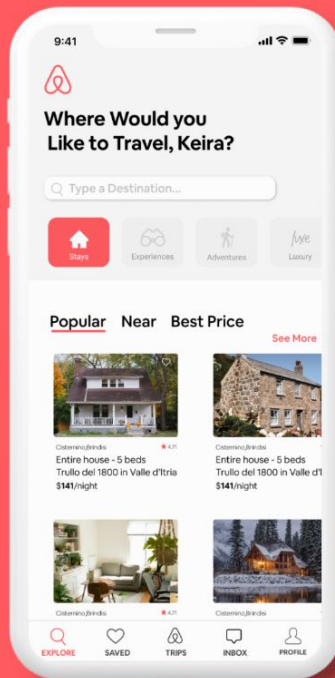 9:41
Where Would you
Like to Travel, Keira?
Type a Destination...
Stays
Experiences
Adventures
luxe
Luxury
Popular Near Best Price
See More
Cisternino,Brindisi 4.71
Entire house - 5 beds
Trullo del 1800 in Valle d'Itria
$141/night
Cisternino,Brindisi
Entire house - 5 beds
Trullo del 1800 in Valle d'I
$141/night
Cisternino,Brindisi 4.71
Cisternino,Brindisi
EXPLORE
SAVED
TRIPS
INBOX
PROFILE